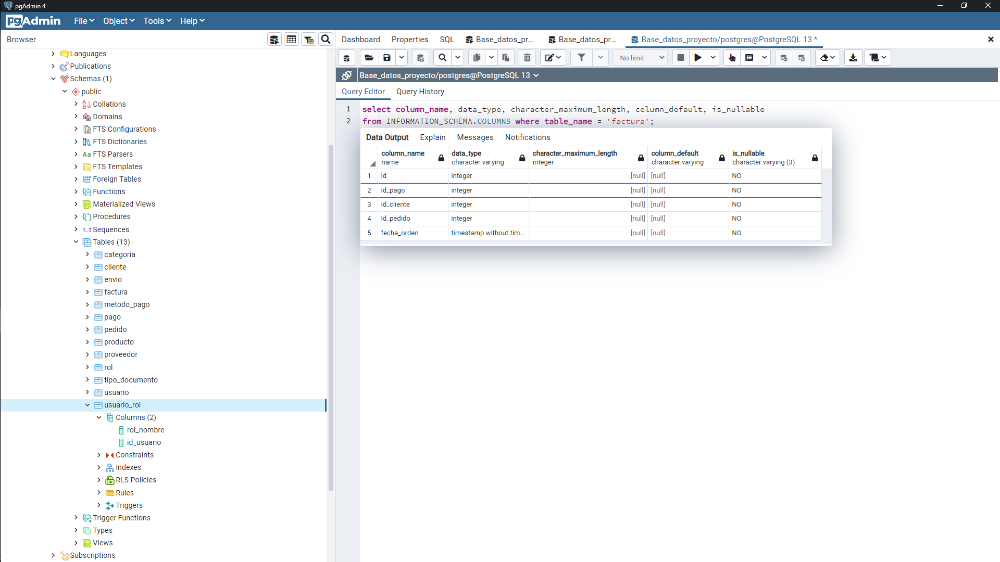 pgAdmin 4
pgAdmin File Object Tools Help
Browser
Languages
Publications
Schemas (1)
public
Collations
Domains
FTS Configurations
FTS Dictionaries
Aa FTS Parsers
FTS Templates
Foreign Tables
Functions
Materialized Views
Procedures
1..3 Sequences
Tables (13)
categoria
cliente
envio
factura
metodo_pago
pago
pedido
producto
proveedor
rol
tipo_documento
usuario
usuario_rol
Columns (2)
rol_nombre
id_usuario
Constraints
Indexes
RLS Policies
Rules
Triggers
Trigger Functions
Types
Views
Subscriptions
Dashboard Properties SQL Base_datos_pr... Base_datos_pr... Base_datos_proyecto/postgres@PostgreSQL 13 *
No limit
Base_datos_proyecto/postgres@PostgreSQL 13
Query Editor Query History
1 select column_name, data_type, character_maximum_length, column_default, is_nullable
2 from INFORMATION_SCHEMA.COLUMNS where table_name = 'factura';
Data Output Explain Messages Notifications
column_name data_type character_maximum_length column_default is_nullable
name character varying integer character varying character varying (3)
1 id integer [null] [null] NO
2 id_pago integer [null] [null] NO
3 id_cliente integer [null] [null] NO
4 id_pedido integer [null] [null] NO
5 fecha_orden timestamp without tim... [null] [null] NO